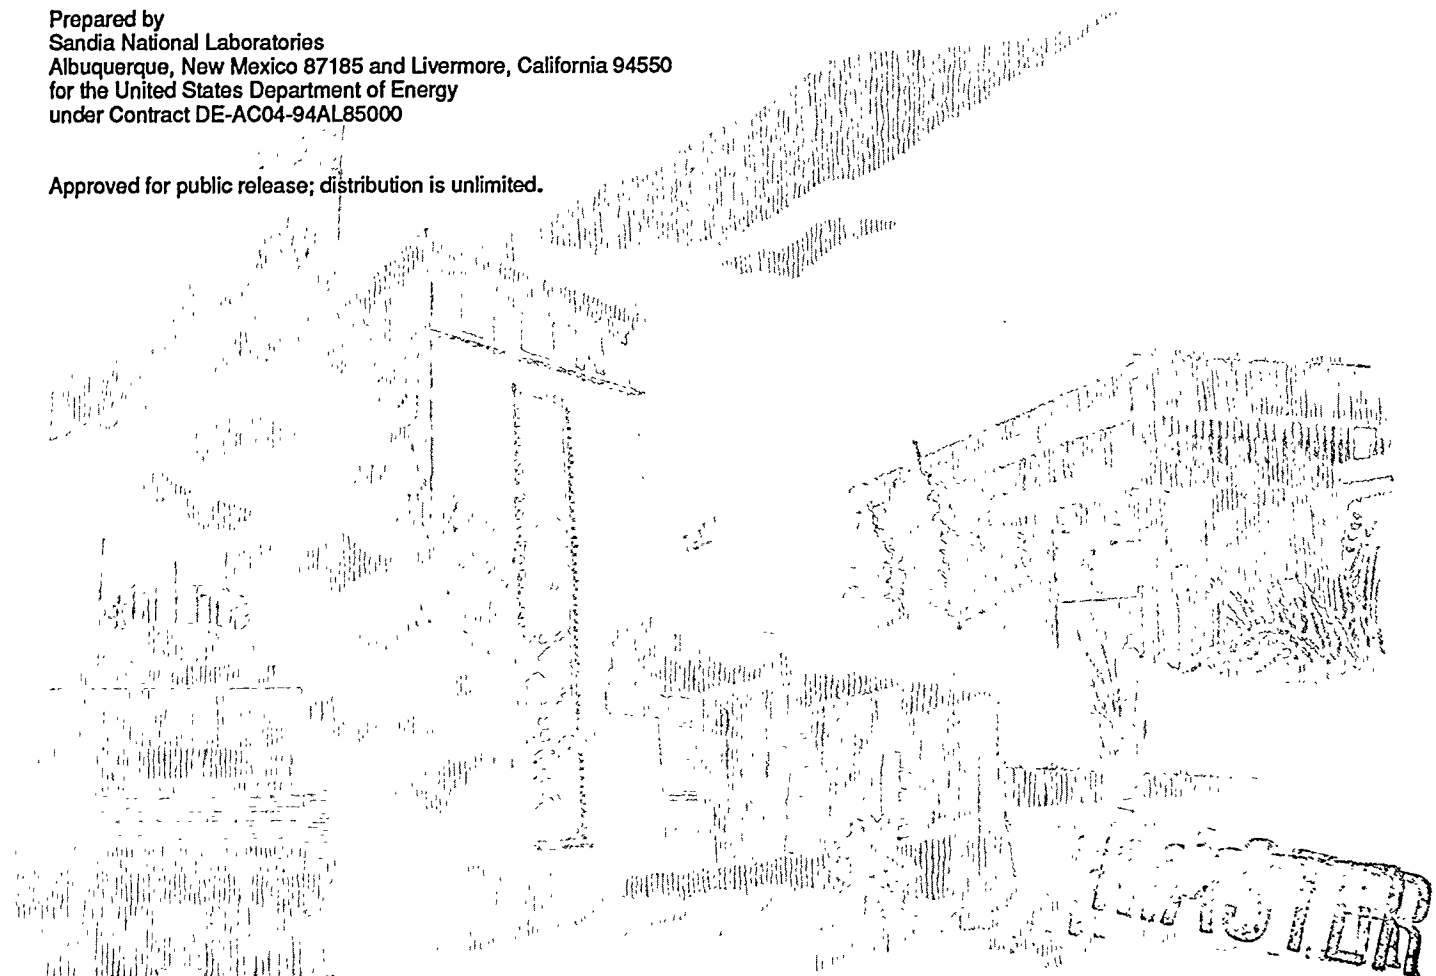 Prepared by
Sandia National Laboratories
Albuquerque, New Mexico 87185 and Livermore, California 94550
for the United States Department of Energy
under Contract DE-AC04-94AL85000
Approved for public release; distribution is unlimited.
MASTER